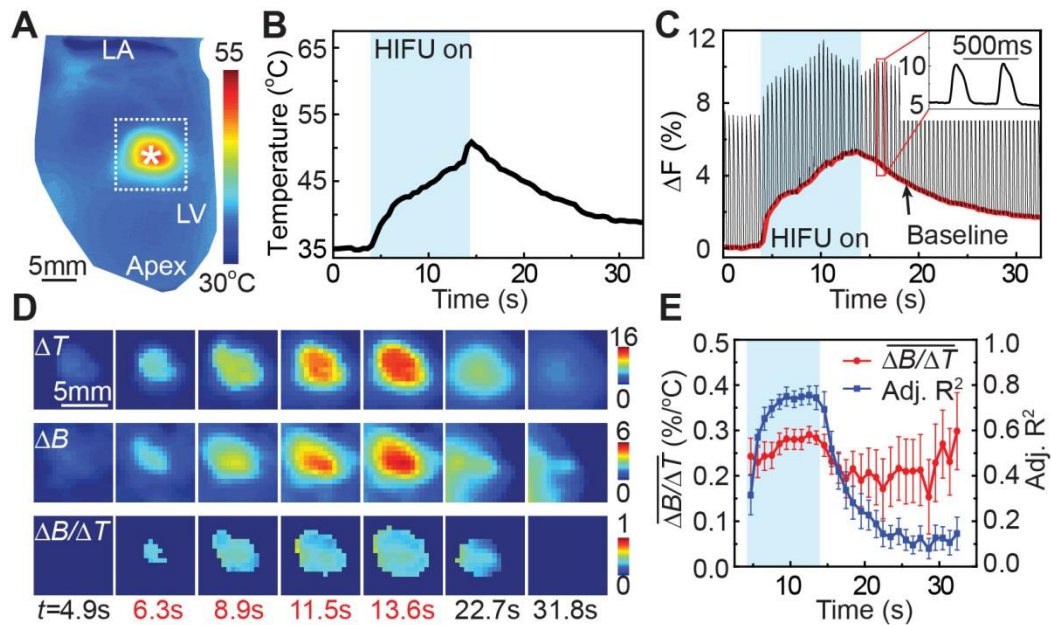 A
LA
55
LV
5mm
Apex
30°C
B
HIFU on
65
55
45
35
Temperature (°C)
0
10
20
30
Time (s)
C
12
8
4
0
ΔF (%)
500ms
10
5
HIFU on
Baseline
0
10
20
30
Time (s)
D
ΔT
5mm
16
0
ΔB
6
0
ΔB/ΔT
1
0
t=4.9s 6.3s 8.9s 11.5s 13.6s 22.7s 31.8s
E
0.5
0.4
0.3
0.2
0.1
0.0
ΔB/ΔT (%/°C)
ΔB/ΔT
Adj. R²
1.0
0.8
0.6
0.4
0.2
0.0
Adj. R²
10
20
30
Time (s)